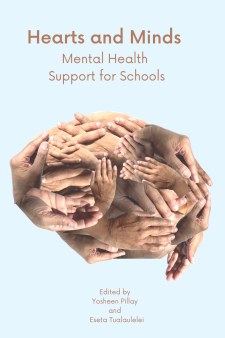 Hearts and Minds
Mental Health
Support for Schools
Edited by
Yosheen Pillay
and
Eseta Tualaulelei